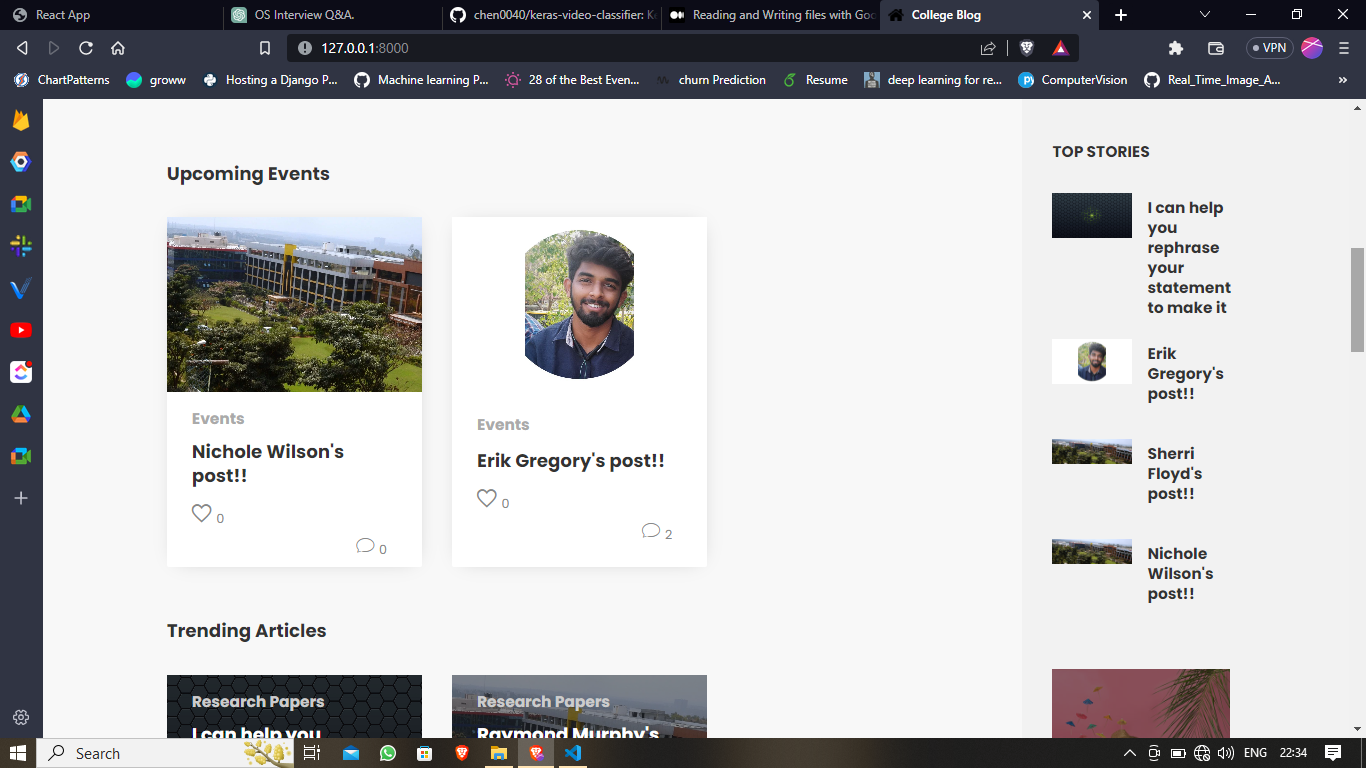 React App
OS Interview Q&A.
chen0040/keras-video-classifier: Ke
Reading and Writing files with Goo
College Blog
127.0.0.1:8000
VPN
ChartPatterns
groww
Hosting a Django P...
Machine learning P...
28 of the Best Even...
churn Prediction
Resume
deep learning for re...
ComputerVision
Real_Time_Image_A...
Upcoming Events
Events
Nichole Wilson's
post!!
0
0
Events
Erik Gregory's post!!
0
2
Trending Articles
Research Papers
I can help you
Research Papers
Raymond Murphy's
TOP STORIES
I can help
you
rephrase
your
statement
to make it
Erik
Gregory's
post!!
Sherri
Floyd's
post!!
Nichole
Wilson's
post!!
Search
ENG
22:34